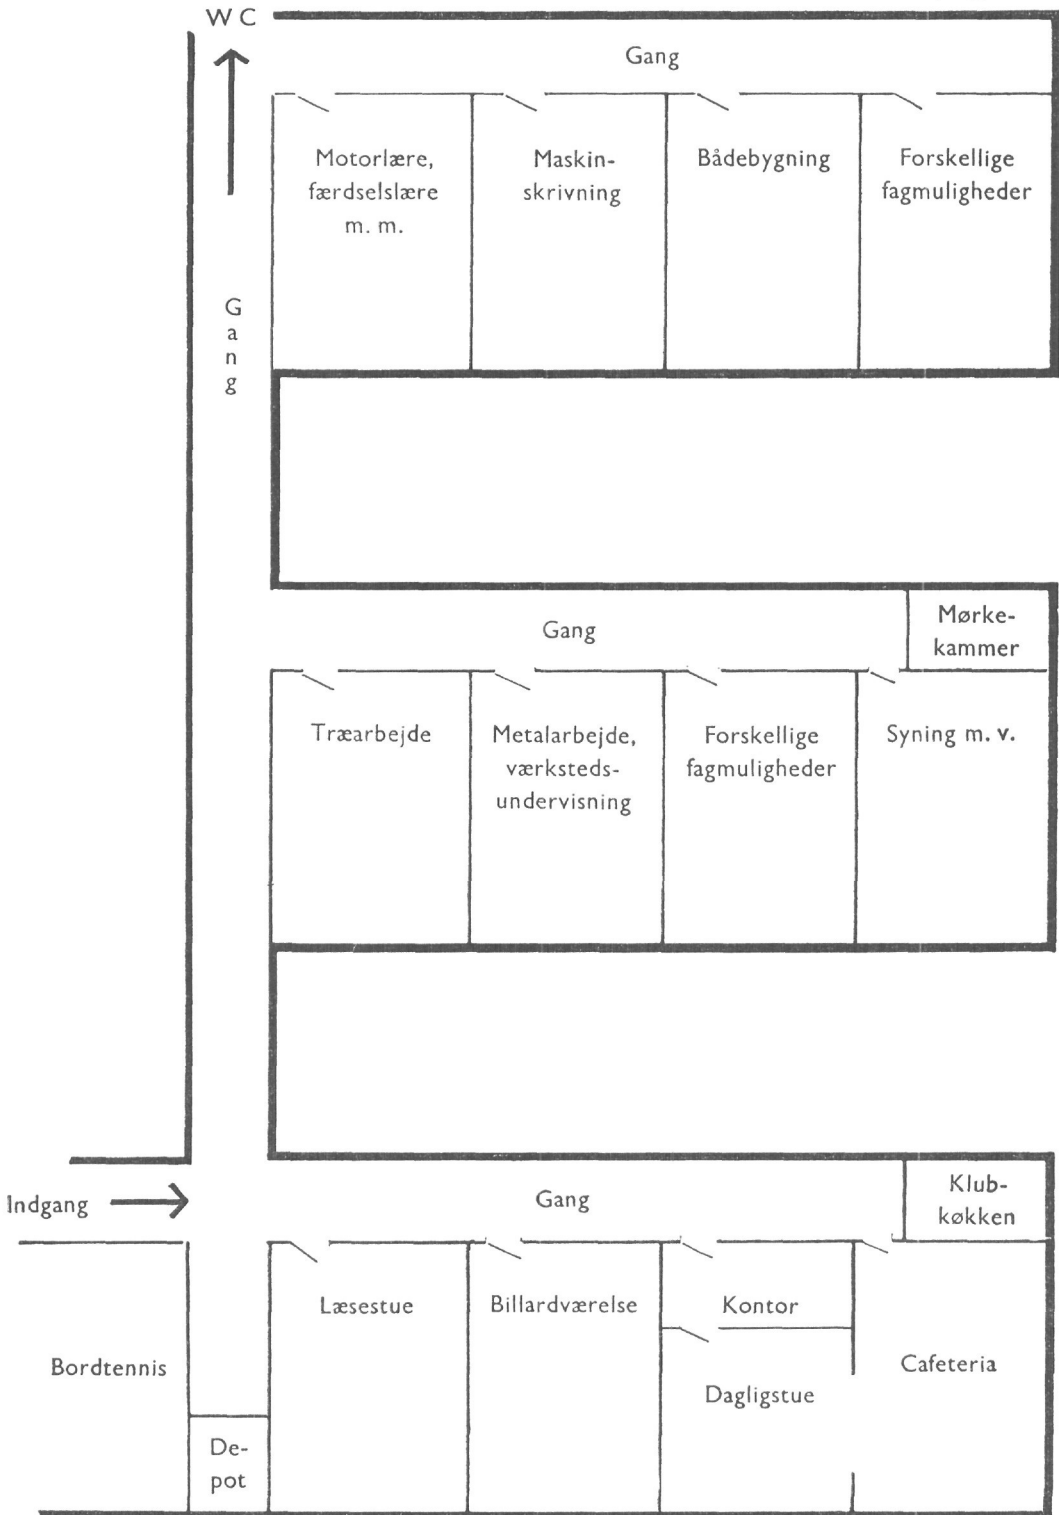 WC
Gang
Motorlære,
færdselslære
m. m.
Maskin-
skrivning
Bådebygning
Forskellige
fagmuligheder
Gang
Gang
Mørke-
kammer
Træarbejde
Metalarbejde,
værksteds-
undervisning
Forskellige
fagmuligheder
Syning m. v.
Indgang
Gang
Klub-
køkken
Bordtennis
De-
pot
Læsestue
Billardværelse
Kontor
Dagligstue
Cafeteria